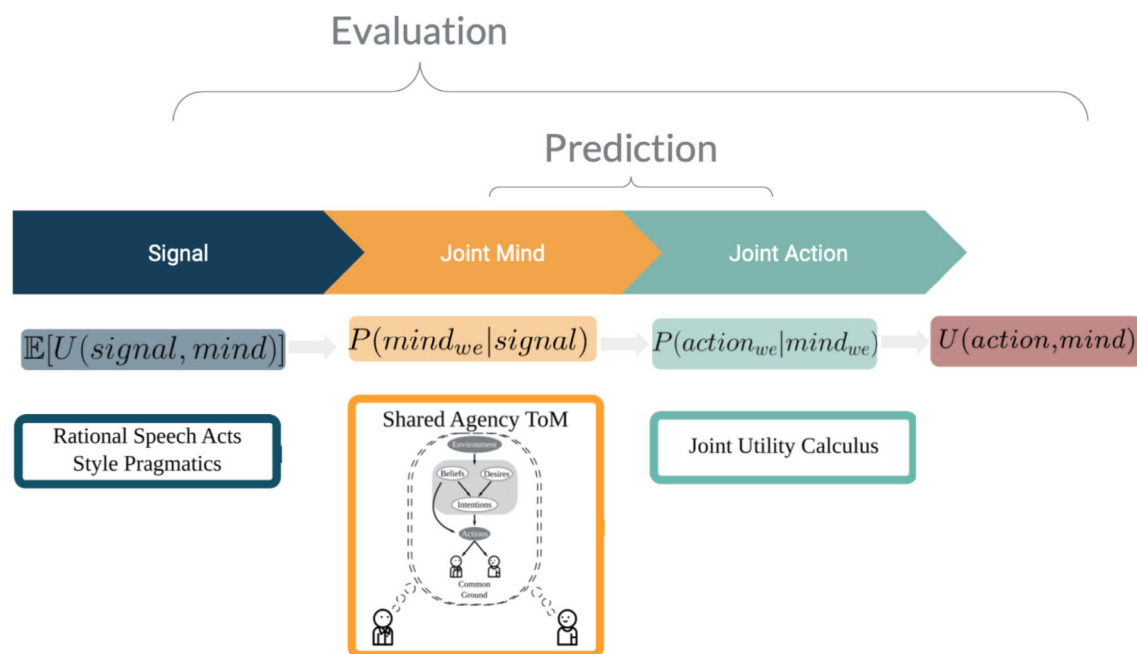 Evaluation
Prediction
Signal
Joint Mind
Joint Action
𝔼[U(signal, mind)]
P(mind_we|signal)
P(action_we|mind_we)
U(action,mind)
Rational Speech Acts
Style Pragmatics
Shared Agency ToM
Environment
Beliefs
Desires
Intentions
Actions
Common
Ground
Joint Utility Calculus